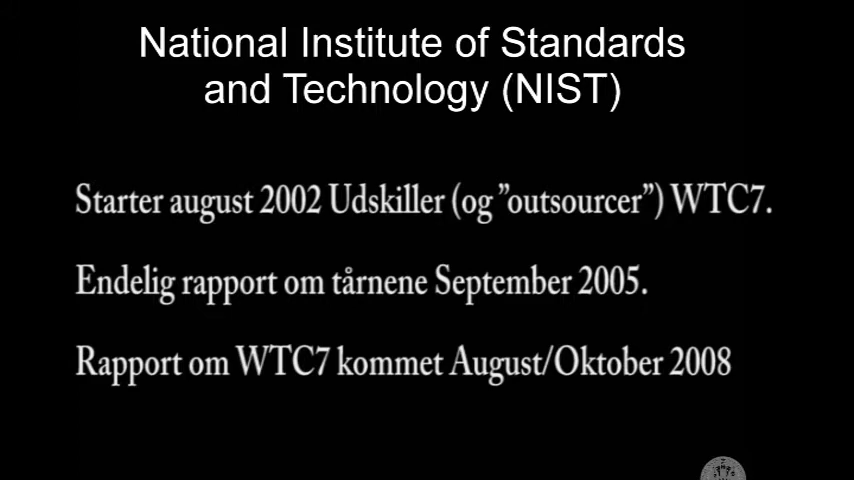 National Institute of Standards
and Technology (NIST)
Starter august 2002 Udskiller (og ”outsourcer”) WTC7.
Endelig rapport om tårnene September 2005.
Rapport om WTC7 kommet August/Oktober 2008